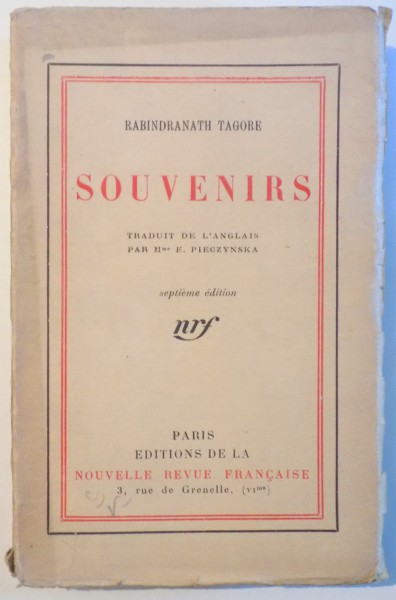 RABINDRANATH TAGORE
SOUVENIRS
TRADUIT DE L'ANGLAIS
PAR Mme E. PIECZYNSKA
septième édition
nrf
PARIS
EDITIONS DE LA
NOUVELLE REVUE FRANÇAISE
3, rue de Grenelle, (VIme)